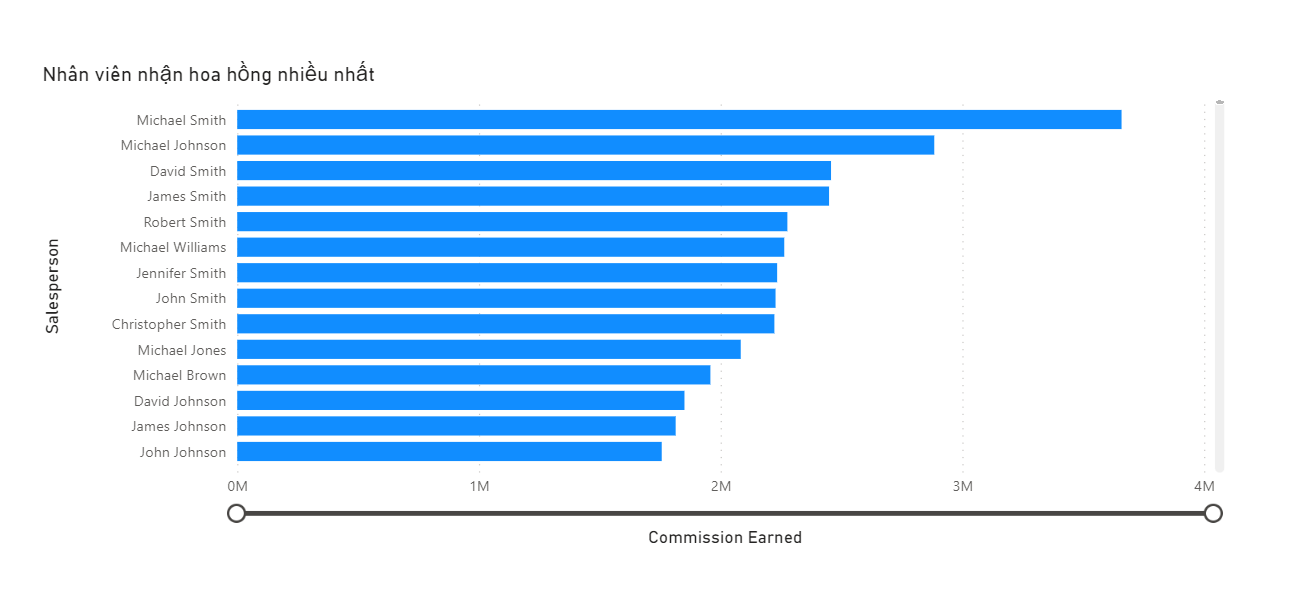 Nhân viên nhận hoa hồng nhiều nhất
Salesperson
Michael Smith
Michael Johnson
David Smith
James Smith
Robert Smith
Michael Williams
Jennifer Smith
John Smith
Christopher Smith
Michael Jones
Michael Brown
David Johnson
James Johnson
John Johnson
0M 1M 2M 3M 4M
Commission Earned